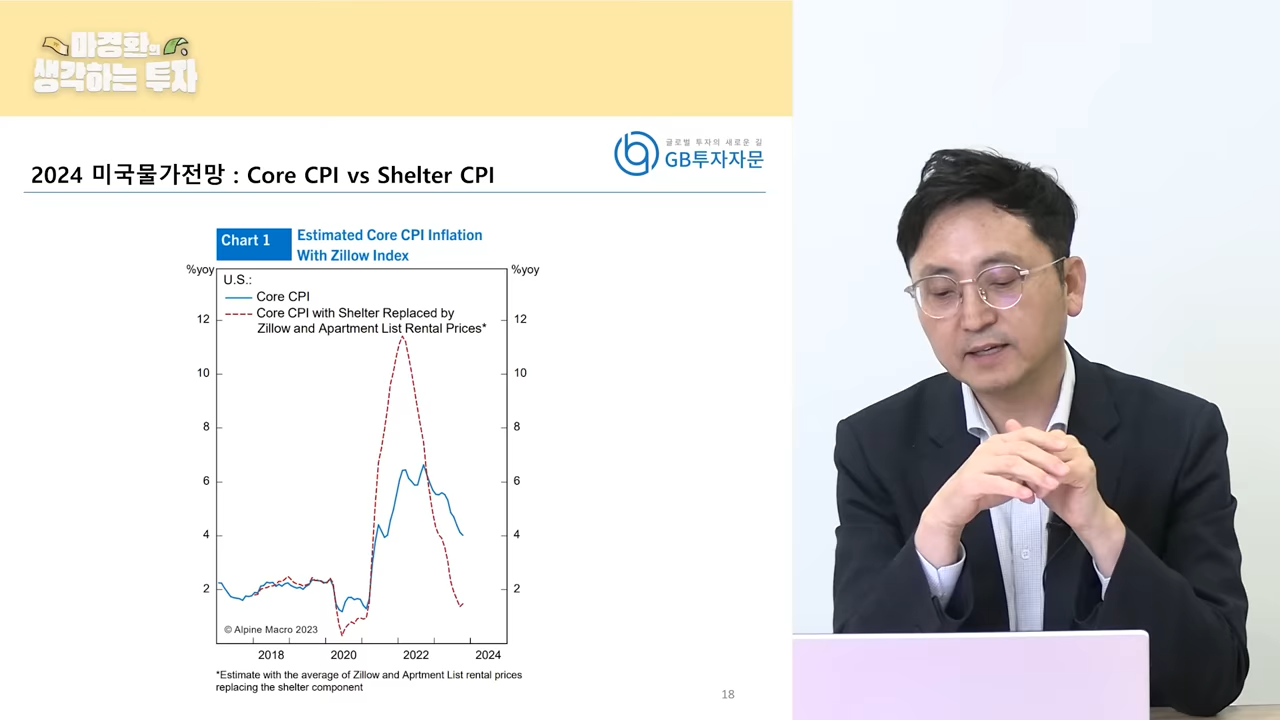 마경환의
생각하는 투자
글로벌 투자의 새로운 길
GB투자자문
2024 미국물가전망 : Core CPI vs Shelter CPI
Chart 1
Estimated Core CPI Inflation
With Zillow Index
%yoy
%yoy
U.S.:
Core CPI
Core CPI with Shelter Replaced by
Zillow and Apartment List Rental Prices*
12
12
10
10
8
8
6
6
4
4
2
2
© Alpine Macro 2023
2018
2020
2022
2024
*Estimate with the average of Zillow and Aprtment List rental prices
replacing the shelter component
18